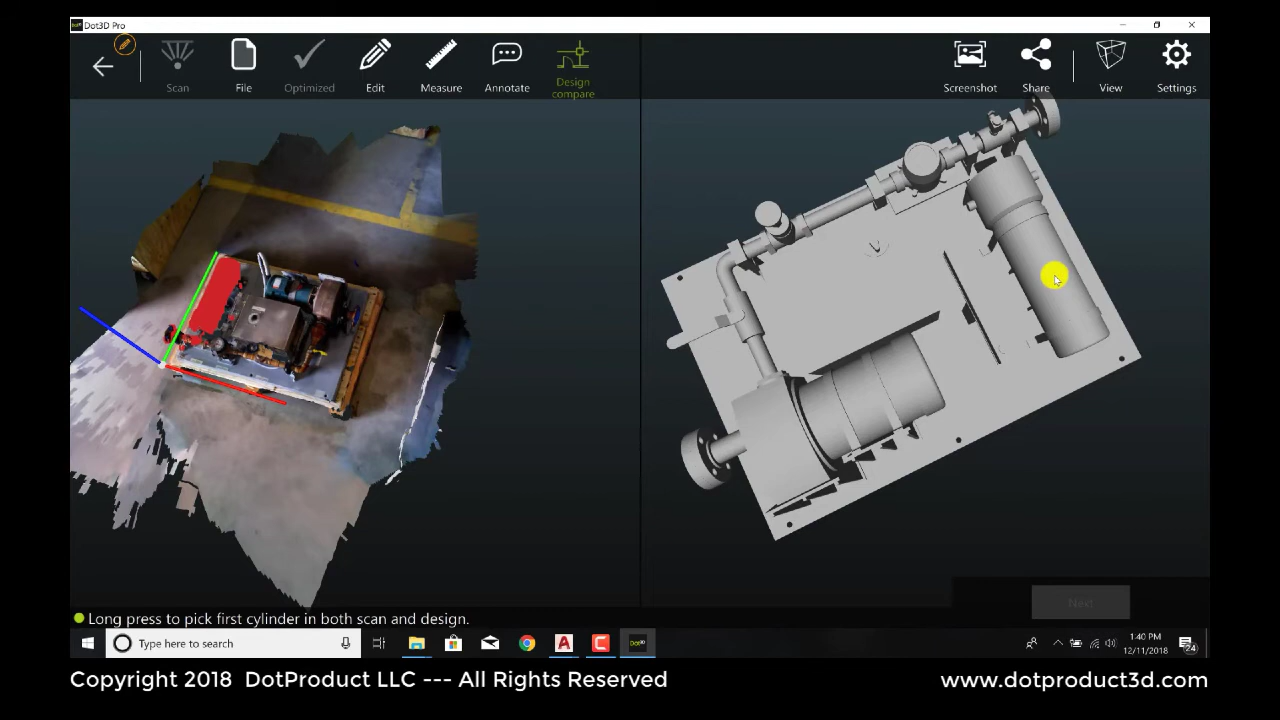 Dot3D Pro
Scan
File
Optimized
Edit
Measure
Annotate
Design
compare
Screenshot
Share
View
Settings
Next
Long press to pick first cylinder in both scan and design.
Type here to search
1:40 PM
12/11/2018
24
Copyright 2018 DotProduct LLC --- All Rights Reserved
www.dotproduct3d.com